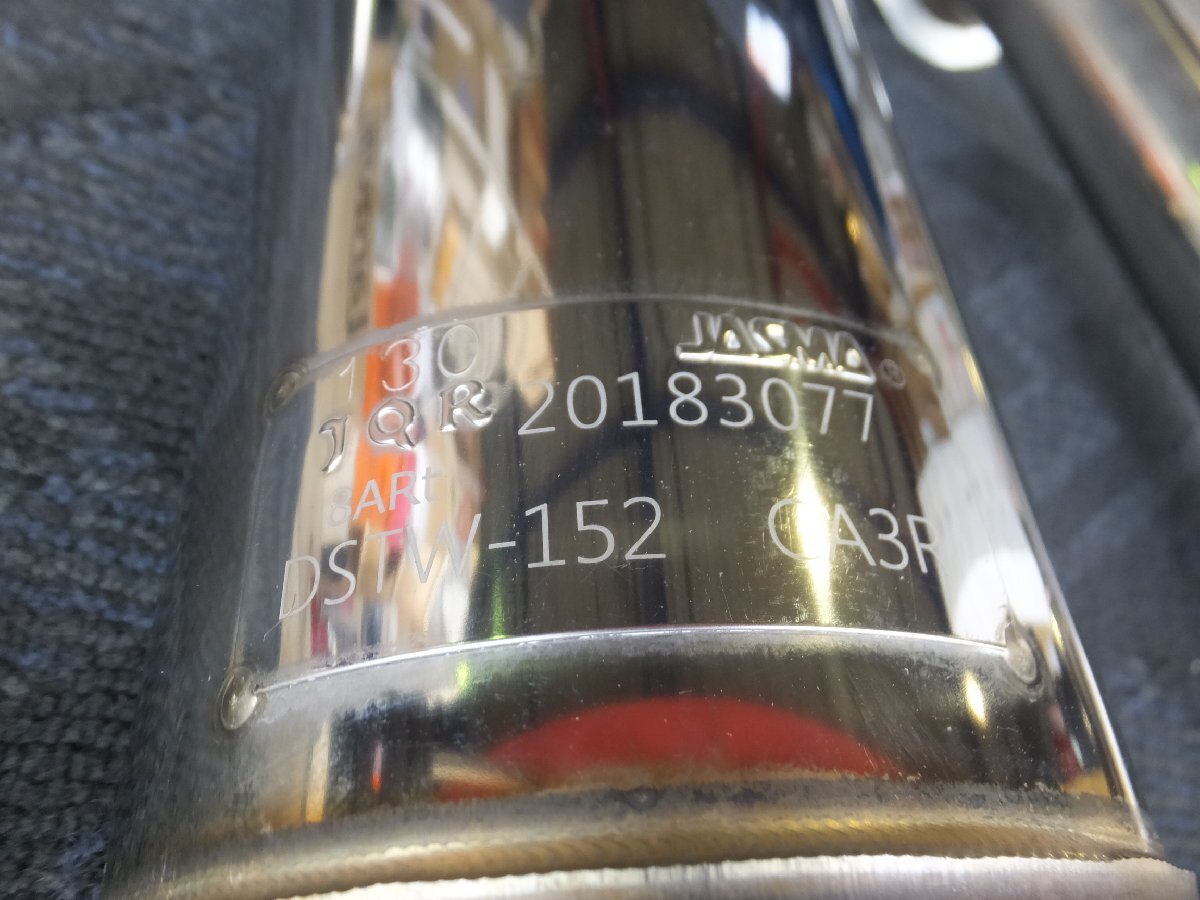 130 JASMA®
JQR 20183077
8ARt
DSTW-152 CA3R